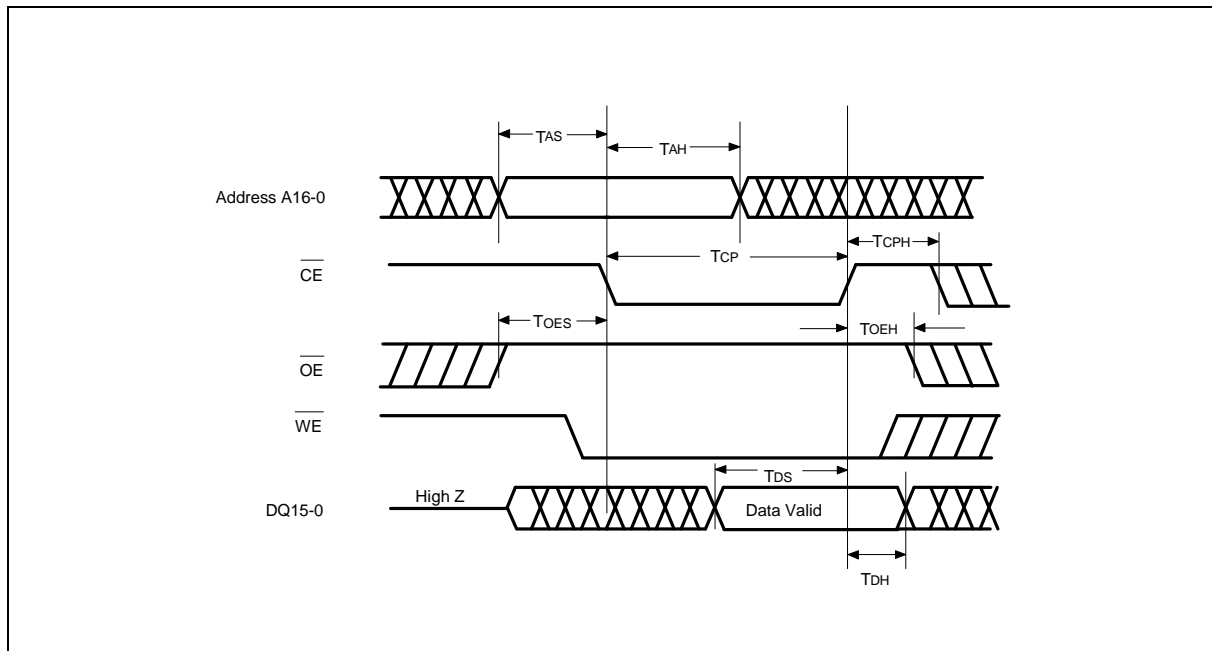 TAS
TAH
Address A16-0
TCPH
TCP
CE
TOES
TOEH
OE
WE
TDS
High Z
DQ15-0
Data Valid
TDH